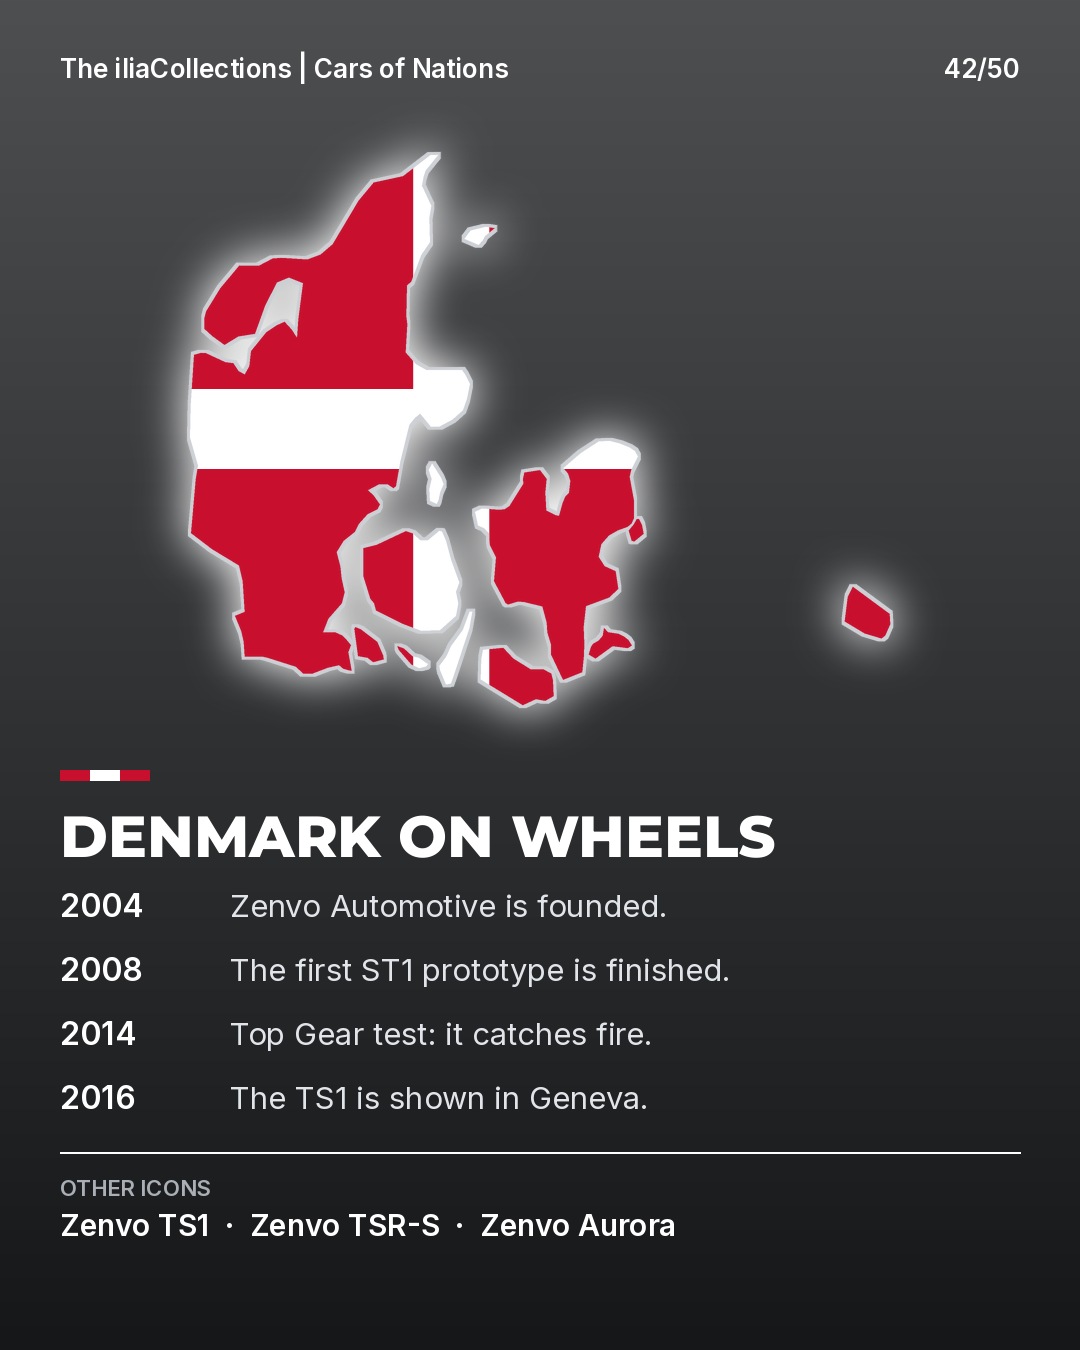 The iliaCollections | Cars of Nations
42/50
DENMARK ON WHEELS
2004 Zenvo Automotive is founded.
2008 The first ST1 prototype is finished.
2014 Top Gear test: it catches fire.
2016 The TS1 is shown in Geneva.
OTHER ICONS
Zenvo TS1 · Zenvo TSR-S · Zenvo Aurora